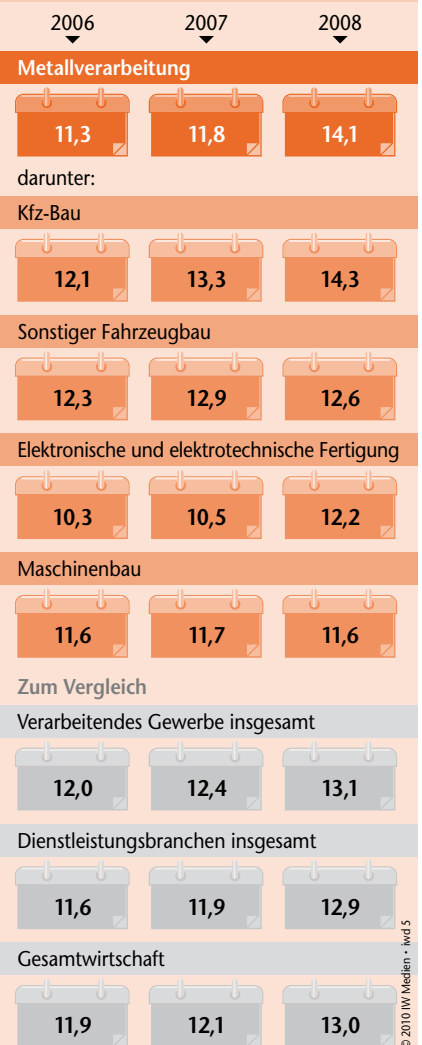 2006 2007 2008
Metallverarbeitung
11,3 11,8 14,1
darunter:
Kfz-Bau
12,1 13,3 14,3
Sonstiger Fahrzeugbau
12,3 12,9 12,6
Elektronische und elektrotechnische Fertigung
10,3 10,5 12,2
Maschinenbau
11,6 11,7 11,6
Zum Vergleich
Verarbeitendes Gewerbe insgesamt
12,0 12,4 13,1
Dienstleistungsbranchen insgesamt
11,6 11,9 12,9
Gesamtwirtschaft
11,9 12,1 13,0
© 2010 IW Medien · iwd 5